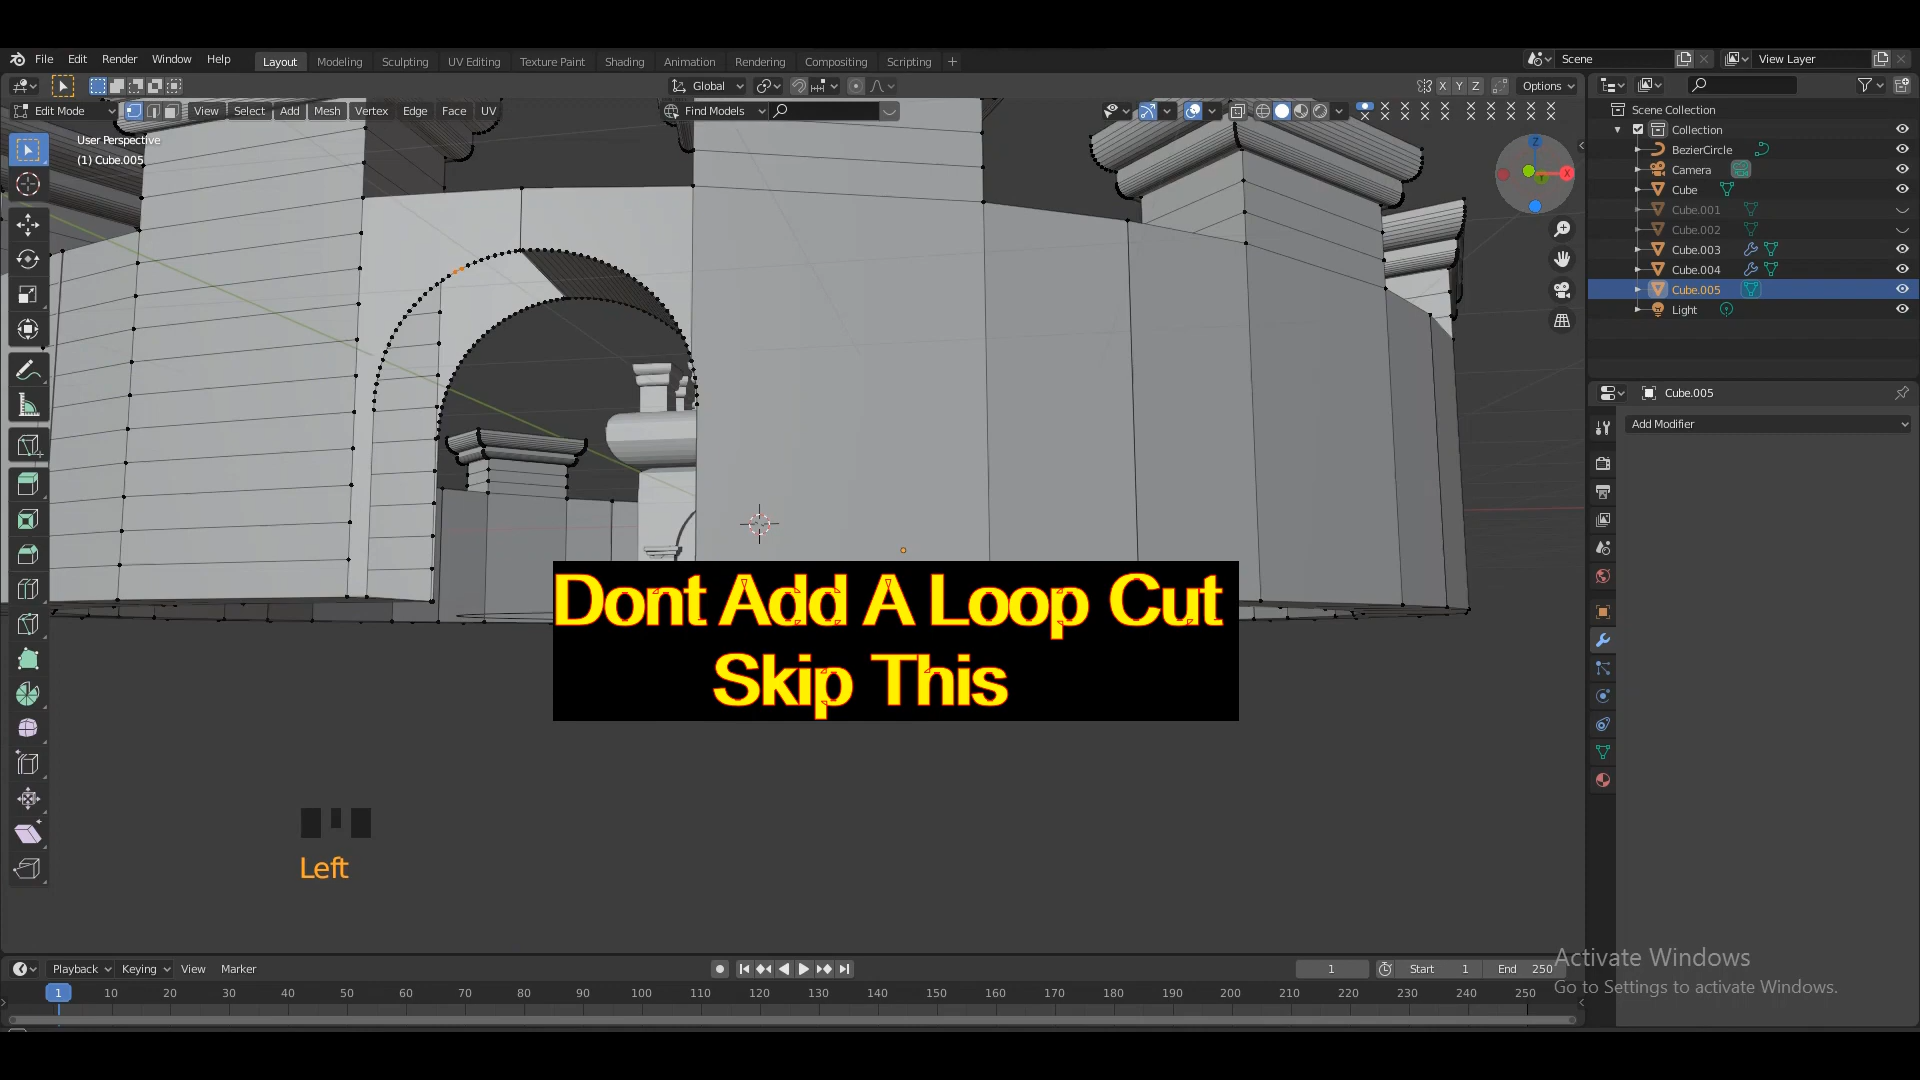 File Edit Render Window Help Layout Modeling Sculpting UV Editing Texture Paint Shading Animation Rendering Compositing Scripting + Scene View Layer
Global Options
Edit Mode View Select Add Mesh Vertex Edge Face UV Find Models
X Y Z
User Perspective
(1) Cube.005
Z
X
Y
Scene Collection
Collection
BezierCircle
Camera
Cube
Cube.001
Cube.002
Cube.003
Cube.004
Cube.005
Light
Cube.005
Add Modifier
Dont Add A Loop Cut
Skip This
Left
Activate Windows
Go to Settings to activate Windows.
Playback Keying View Marker 1 Start 1 End 250
1 10 20 30 40 50 60 70 80 90 100 110 120 130 140 150 160 170 180 190 200 210 220 230 240 250